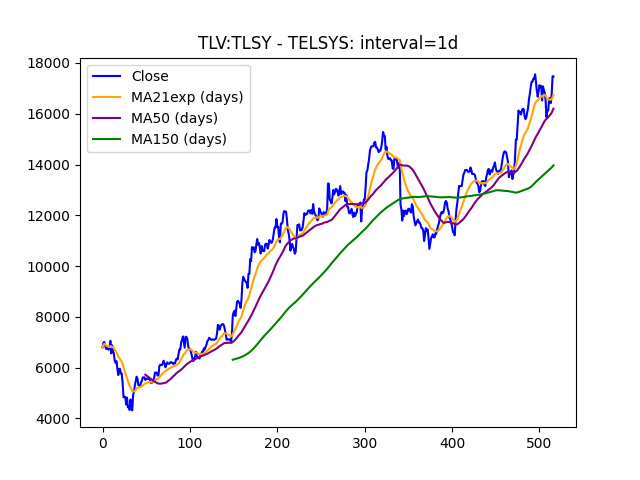 TLV:TLSY - TELSYS: interval=1d
Close
MA21exp (days)
MA50 (days)
MA150 (days)
18000
16000
14000
12000
10000
8000
6000
4000
0 100 200 300 400 500